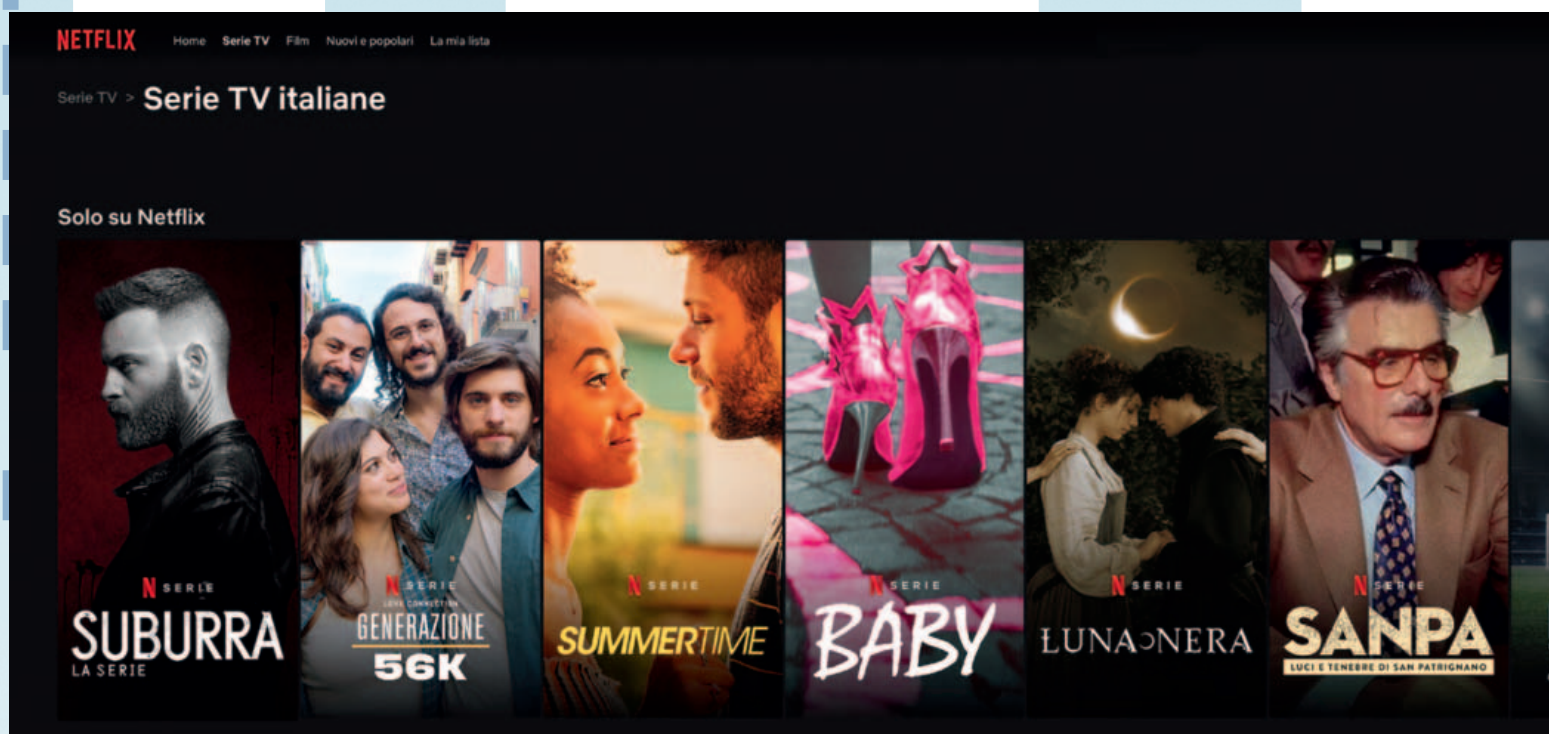 NETFLIX Home Serie TV Film Nuovi e popolari La mia lista
Serie TV > Serie TV italiane
Solo su Netflix
N SERIE
SUBURRA
LA SERIE
N SERIE
LOVE CONNECTION
GENERAZIONE
56K
N SERIE
SUMMERTIME
N SERIE
BABY
N SERIE
LUNA NERA
N SERIE
SANPA
LUCI E TENEBRE DI SAN PATRIGNANO